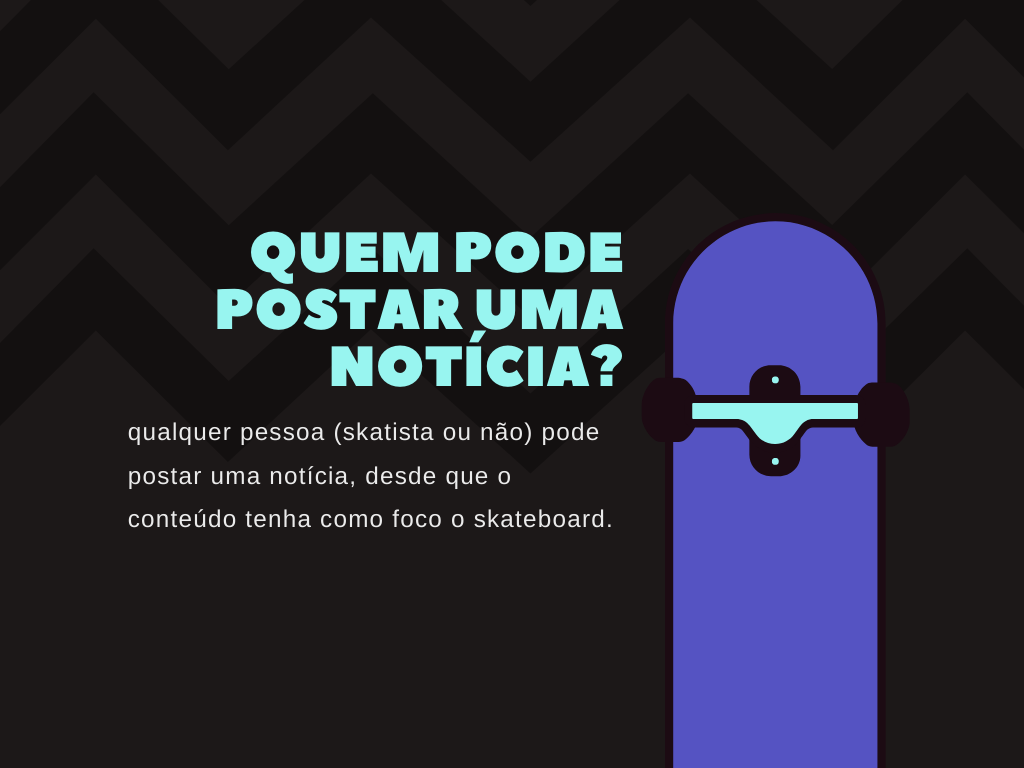 QUEM PODE
POSTAR UMA
NOTÍCIA?
qualquer pessoa (skatista ou não) pode
postar uma notícia, desde que o
conteúdo tenha como foco o skateboard.